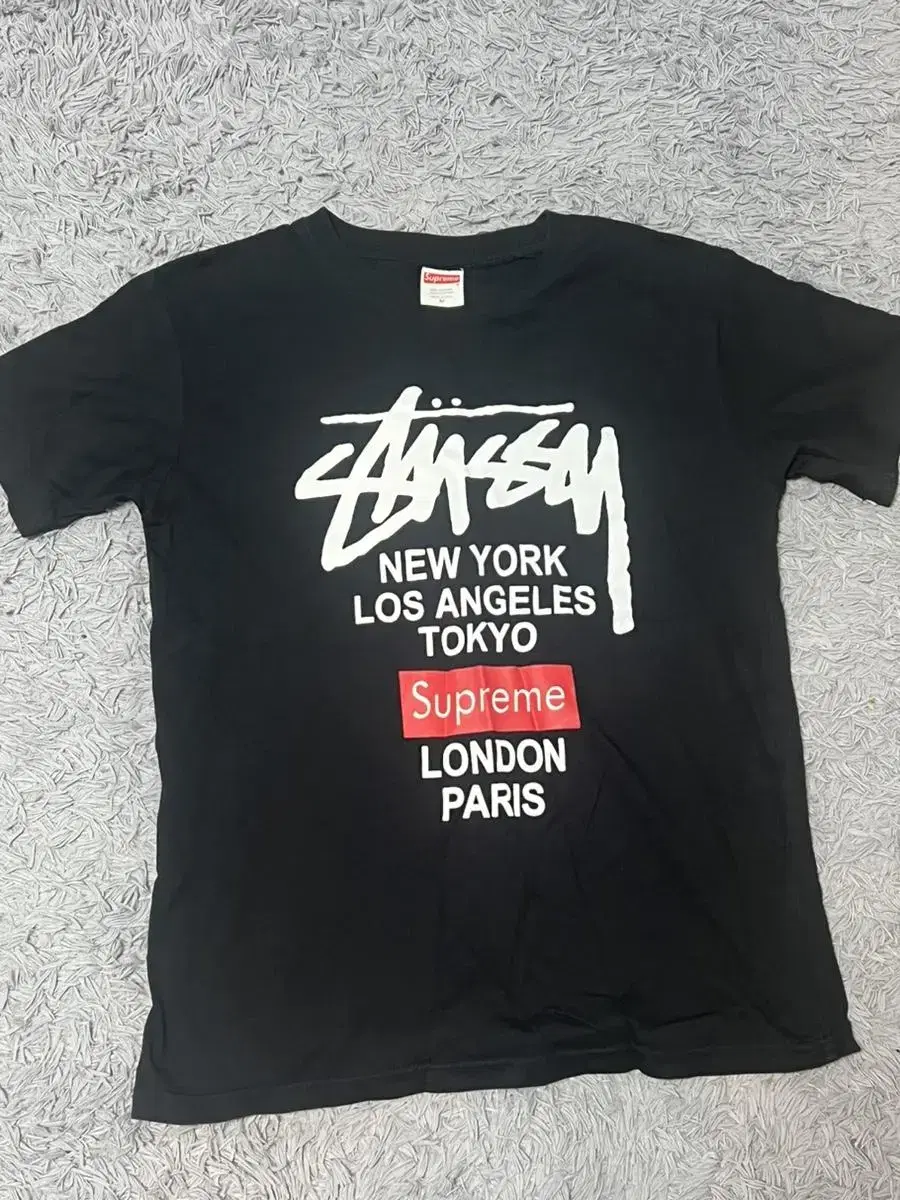 Supreme
M
STÜSSY
NEW YORK
LOS ANGELES
TOKYO
Supreme
LONDON
PARIS